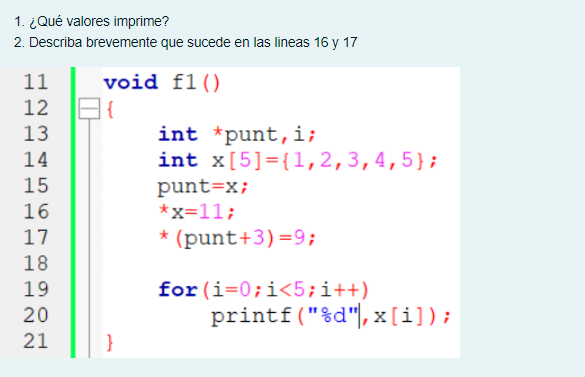 1. ¿Qué valores imprime?
2. Describa brevemente que sucede en las lineas 16 y 17
11 void f1()
12 {
13 int *punt,i;
14 int x[5]={1,2,3,4,5};
15 punt=x;
16 *x=11;
17 *(punt+3)=9;
18
19 for(i=0;i<5;i++)
20 printf("%d",x[i]);
21 }